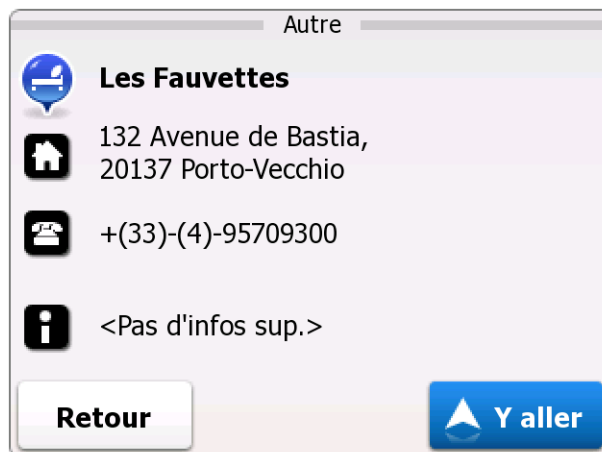 Autre
Les Fauvettes
132 Avenue de Bastia,
20137 Porto-Vecchio
+(33)-(4)-95709300
<Pas d'infos sup.>
Retour
Y aller